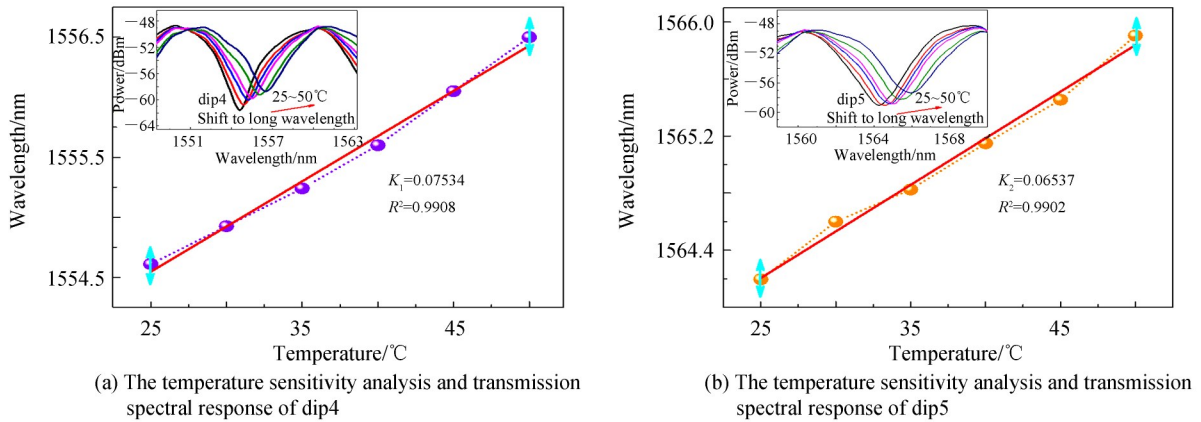 1556.5
1555.5
1554.5
Wavelength/nm
25
35
45
Temperature/℃
−48
−52
−56
−59
−60
−64
Power/dBm
dip4
25~50℃
Shift to long wavelength
1551
1557
1563
Wavelength/nm
K1=0.07534
R²=0.9908
(a) The temperature sensitivity analysis and transmission
spectral response of dip4
1566.0
1565.2
1564.4
Wavelength/nm
25
35
45
Temperature/℃
−48
−52
−56
−60
Power/dBm
dip5
25~50℃
Shift to long wavelength
1560
1564
1568
Wavelength/nm
K2=0.06537
R²=0.9902
(b) The temperature sensitivity analysis and transmission
spectral response of dip5